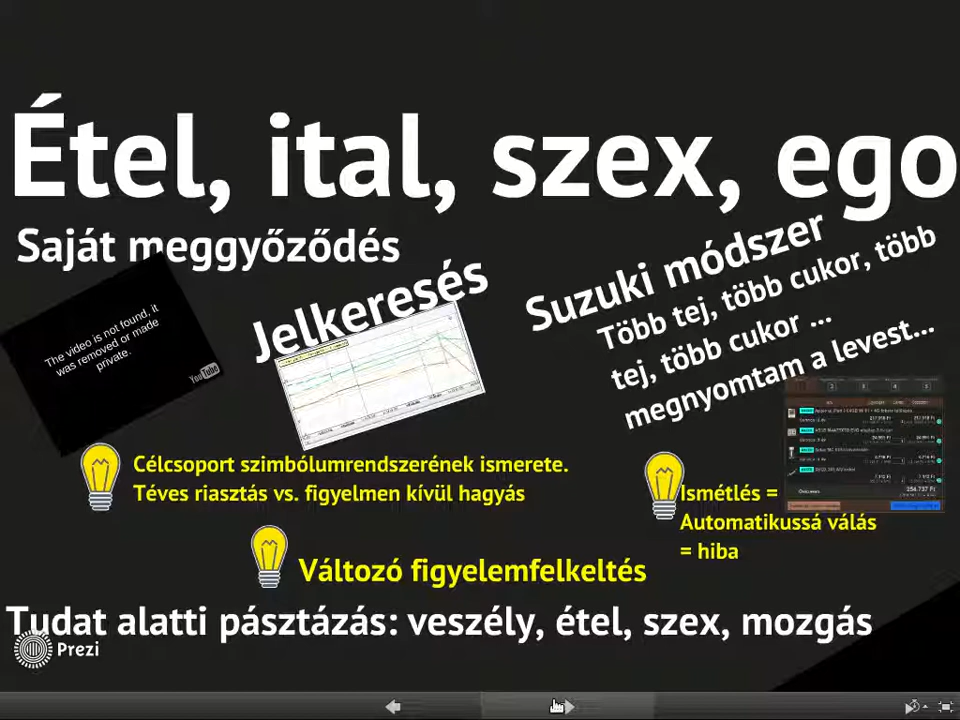 Étel, ital, szex, ego
Saját meggyőződés
The video is not found, it
was removed or made
private.
YouTube
Jelkeresés
Suzuki módszer
Több tej, több cukor, több
tej, több cukor ...
megnyomtam a levest...
Célcsoport szimbólumrendszerének ismerete.
Téves riasztás vs. figyelmen kívül hagyás
Ismétlés =
Automatikussá válás
= hiba
Változó figyelemfelkeltés
Tudat alatti pásztázás: veszély, étel, szex, mozgás
Prezi